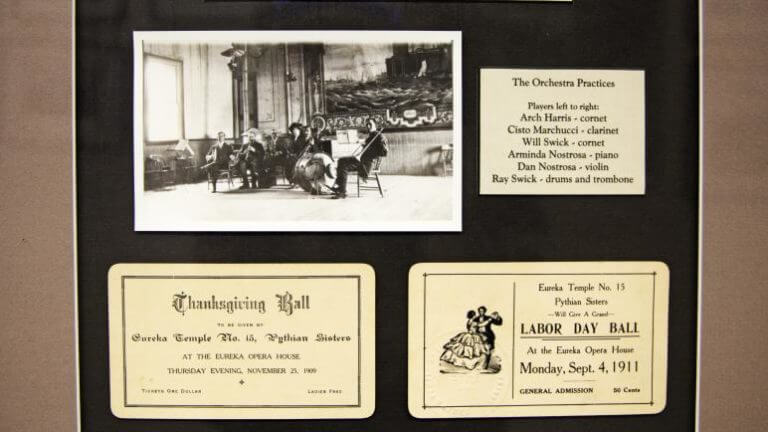 The Orchestra Practices
Players left to right:
Arch Harris - cornet
Cisto Marchucci - clarinet
Will Swick - cornet
Arminda Nostrosa - piano
Dan Nostrosa - violin
Ray Swick - drums and trombone
Thanksgiving Ball
TO BE GIVEN BY
Eureka Temple No. 15, Pythian Sisters
AT THE EUREKA OPERA HOUSE
THURSDAY EVENING, NOVEMBER 25, 1909
TICKETS ONE DOLLAR LADIES FREE
Eureka Temple No. 15
Pythian Sisters
—Will Give A Grand—
LABOR DAY BALL
At the Eureka Opera House
Monday, Sept. 4, 1911
GENERAL ADMISSION 50 Cents